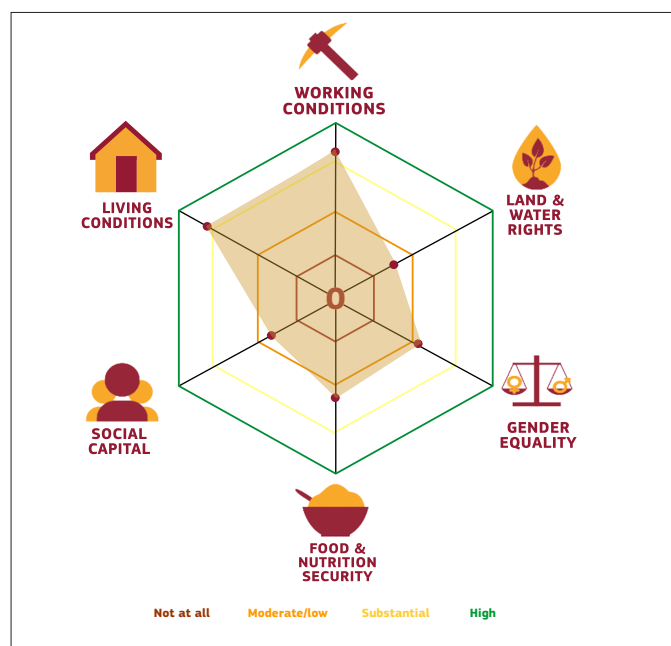 WORKING
CONDITIONS
LAND &
WATER
RIGHTS
LIVING
CONDITIONS
0
SOCIAL
CAPITAL
GENDER
EQUALITY
FOOD &
NUTRITION
SECURITY
Not at all Moderate/low Substantial High